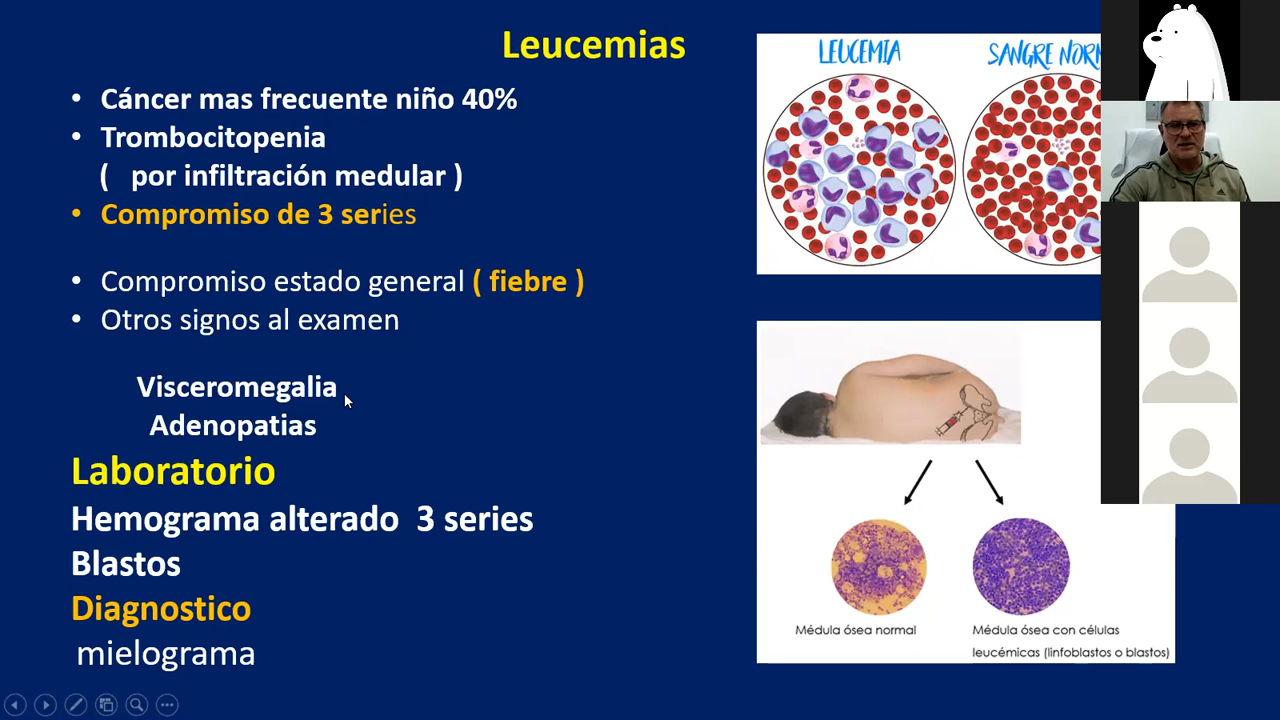 Leucemias
• Cáncer mas frecuente niño 40%
• Trombocitopenia
( por infiltración medular )
• Compromiso de 3 series
• Compromiso estado general ( fiebre )
• Otros signos al examen
Visceromegalia
Adenopatias
Laboratorio
Hemograma alterado 3 series
Blastos
Diagnostico
mielograma
LEUCEMIA
SANGRE NORM
Médula ósea normal
Médula ósea con células
leucémicas (linfoblastos o blastos)